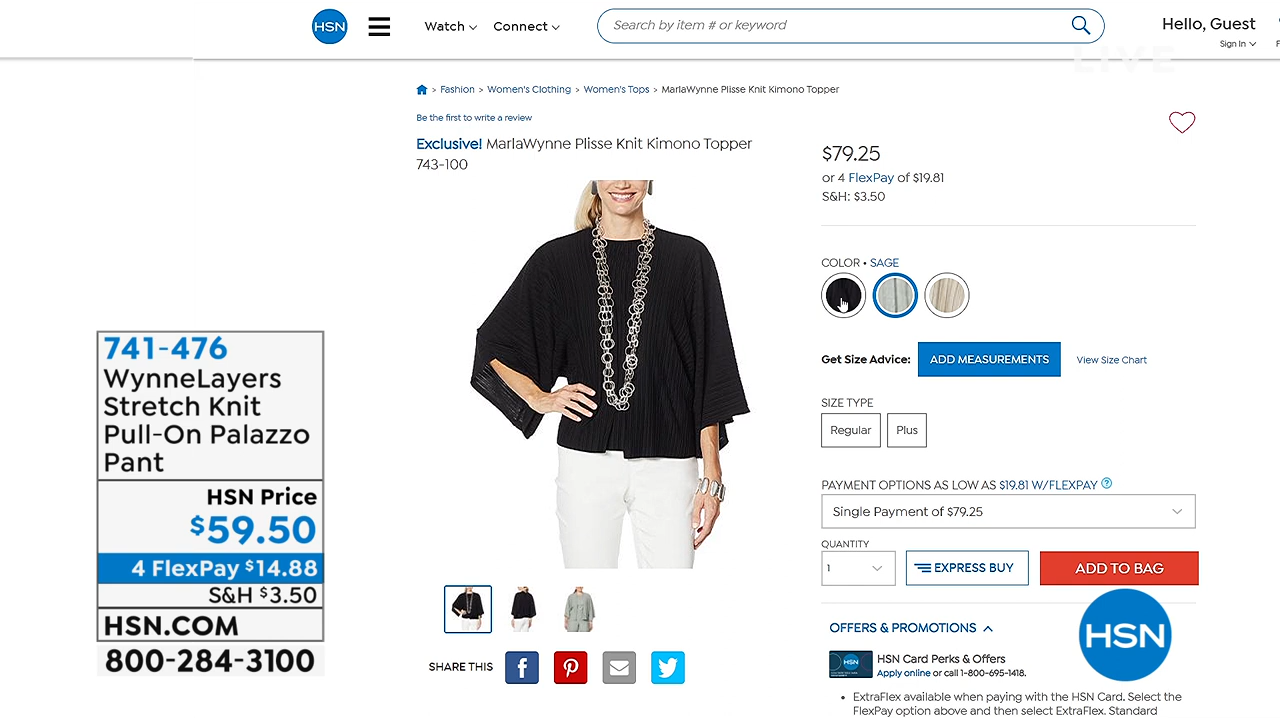 HSN
Watch
Connect
Search by item # or keyword
Hello, Guest
Sign In
LIVE
> Fashion > Women's Clothing > Women's Tops > MarlaWynne Plisse Knit Kimono Topper
Be the first to write a review
Exclusive! MarlaWynne Plisse Knit Kimono Topper
743-100
$79.25
or 4 FlexPay of $19.81
S&H: $3.50
COLOR • SAGE
Get Size Advice: ADD MEASUREMENTS View Size Chart
SIZE TYPE
Regular Plus
PAYMENT OPTIONS AS LOW AS $19.81 W/FLEXPAY ?
Single Payment of $79.25
QUANTITY
1
EXPRESS BUY
ADD TO BAG
OFFERS & PROMOTIONS
HSN
HSN
HSN Card Perks & Offers
Apply online or call 1-800-695-1418.
• ExtraFlex available when paying with the HSN Card. Select the
FlexPay option above and then select ExtraFlex. Standard
SHARE THIS
741-476
WynneLayers
Stretch Knit
Pull-On Palazzo
Pant
HSN Price
$59.50
4 FlexPay $14.88
S&H $3.50
HSN.COM
800-284-3100